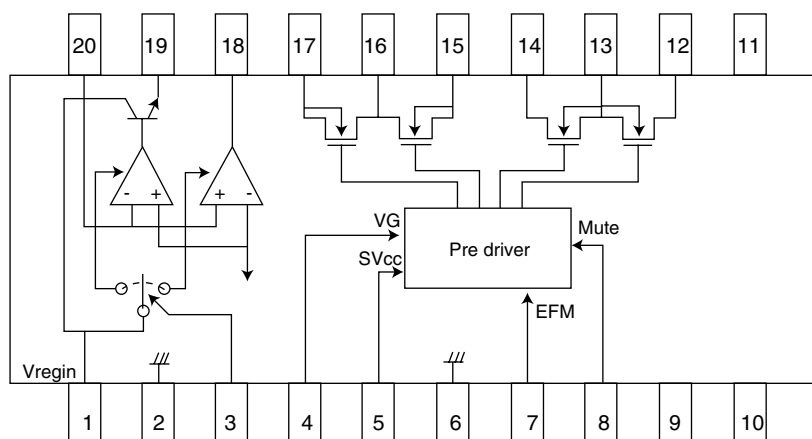 20 19 18 17 16 15 14 13 12 11
- + + -
VG
Mute
SVcc
Pre driver
EFM
Vregin
1 2 3 4 5 6 7 8 9 10